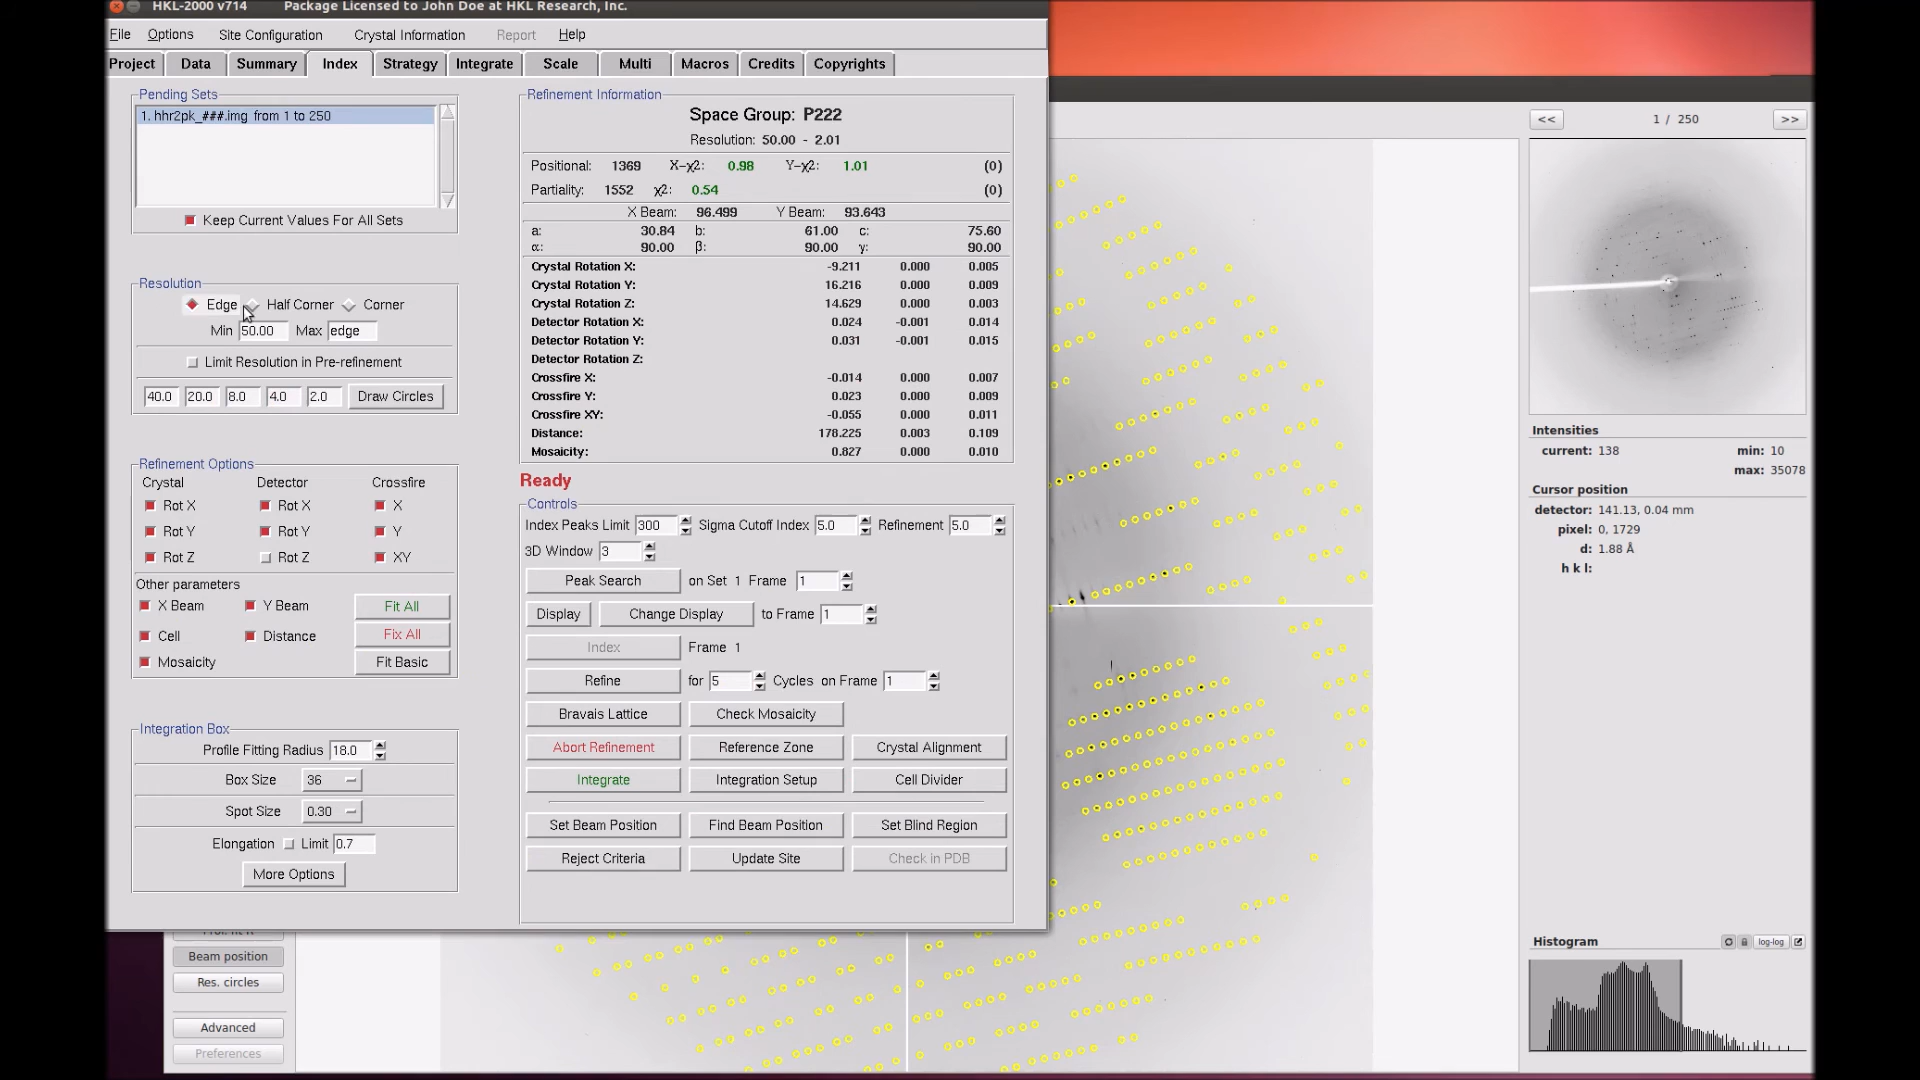 HKL-2000 v714 Package Licensed to John Doe at HKL Research, Inc.
File Options Site Configuration Crystal Information Report Help
Project Data Summary Index Strategy Integrate Scale Multi Macros Credits Copyrights
Pending Sets
1. hhr2pk_###.img from 1 to 250
Keep Current Values For All Sets
Resolution
Edge Half Corner Corner
Min 50.00 Max edge
Limit Resolution in Pre-refinement
40.0 20.0 8.0 4.0 2.0 Draw Circles
Refinement Options
Crystal Detector Crossfire
Rot X Rot X X
Rot Y Rot Y Y
Rot Z Rot Z XY
Other parameters
X Beam Y Beam Fit All
Cell Distance Fix All
Mosaicity Fit Basic
Integration Box
Profile Fitting Radius 18.0
Box Size 36
Spot Size 0.30
Elongation Limit 0.7
More Options
Refinement Information
Space Group: P222
Resolution: 50.00 - 2.01
Positional: 1369 X-χ2: 0.98 Y-χ2: 1.01 (0)
Partiality: 1552 χ2: 0.54 (0)
X Beam: 96.499 Y Beam: 93.643
a: 30.84 b: 61.00 c: 75.60
α: 90.00 β: 90.00 γ: 90.00
Crystal Rotation X: -9.211 0.000 0.005
Crystal Rotation Y: 16.216 0.000 0.009
Crystal Rotation Z: 14.629 0.000 0.003
Detector Rotation X: 0.024 -0.001 0.014
Detector Rotation Y: 0.031 -0.001 0.015
Detector Rotation Z:
Crossfire X: -0.014 0.000 0.007
Crossfire Y: 0.023 0.000 0.009
Crossfire XY: -0.055 0.000 0.011
Distance: 178.225 0.003 0.109
Mosaicity: 0.827 0.000 0.010
Ready
Controls
Index Peaks Limit 300 Sigma Cutoff Index 5.0 Refinement 5.0
3D Window 3
Peak Search on Set 1 Frame 1
Display Change Display to Frame 1
Index Frame 1
Refine for 5 Cycles on Frame 1
Bravais Lattice Check Mosaicity
Abort Refinement Reference Zone Crystal Alignment
Integrate Integration Setup Cell Divider
Set Beam Position Find Beam Position Set Blind Region
Reject Criteria Update Site Check in PDB
Beam position
Res. circles
Advanced
Preferences
<< 1 / 250 >>
Intensities
current: 138 min: 10
max: 35078
Cursor position
detector: 141.13, 0.04 mm
pixel: 0, 1729
d: 1.88 Å
h k l:
Histogram log-log